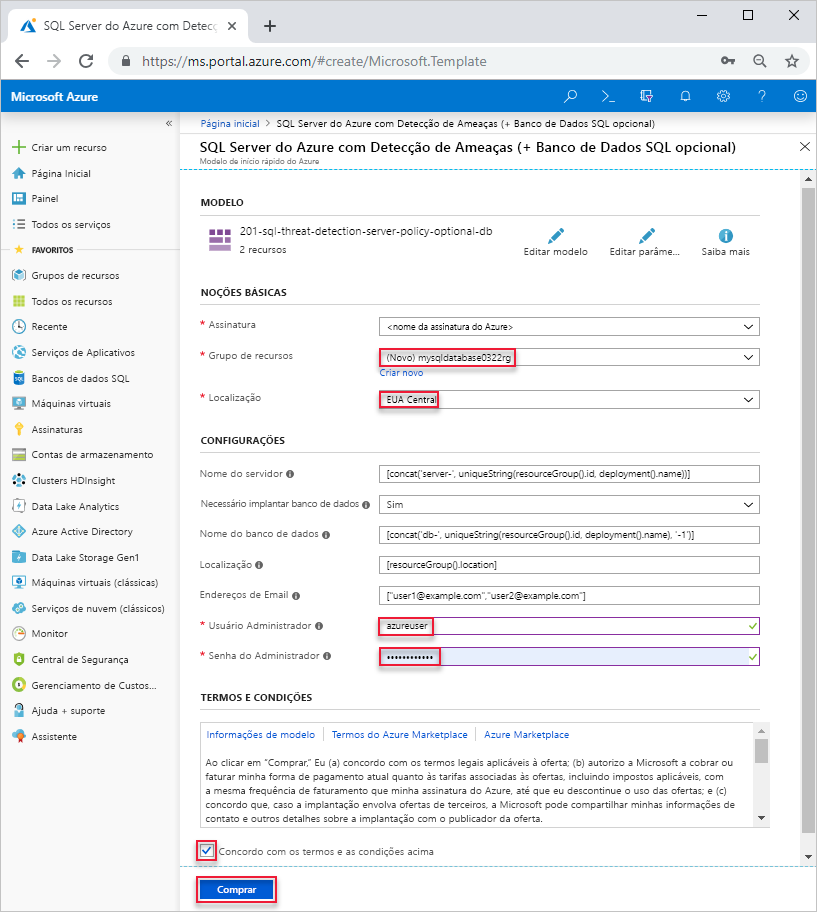 SQL Server do Azure com Detecç
https://ms.portal.azure.com/#create/Microsoft.Template
Microsoft Azure
Página inicial > SQL Server do Azure com Detecção de Ameaças (+ Banco de Dados SQL opcional)
SQL Server do Azure com Detecção de Ameaças (+ Banco de Dados SQL opcional)
Modelo de início rápido do Azure
Criar um recurso
Página Inicial
Painel
Todos os serviços
FAVORITOS
Grupos de recursos
Todos os recursos
Recente
Serviços de Aplicativos
Bancos de dados SQL
Máquinas virtuais
Assinaturas
Contas de armazenamento
Clusters HDInsight
Data Lake Analytics
Azure Active Directory
Data Lake Storage Gen1
Máquinas virtuais (clássicas)
Serviços de nuvem (clássicos)
Monitor
Central de Segurança
Gerenciamento de Custos...
Ajuda + suporte
Assistente
MODELO
201-sql-threat-detection-server-policy-optional-db
2 recursos
Editar modelo
Editar parâme...
Saiba mais
NOÇÕES BÁSICAS
* Assinatura
<nome da assinatura do Azure>
* Grupo de recursos
(Novo) mysqldatabase0322rg
Criar novo
* Localização
EUA Central
CONFIGURAÇÕES
Nome do servidor
[concat('server-', uniqueString(resourceGroup().id, deployment().name))]
Necessário implantar banco de dados
Sim
Nome do banco de dados
[concat('db-', uniqueString(resourceGroup().id, deployment().name), '-1')]
Localização
[resourceGroup().location]
Endereços de Email
["user1@example.com","user2@example.com"]
* Usuário Administrador
azureuser
* Senha do Administrador
••••••••••••
TERMOS E CONDIÇÕES
Informações de modelo | Termos do Azure Marketplace | Azure Marketplace
Ao clicar em “Comprar,” Eu (a) concordo com os termos legais aplicáveis à oferta; (b) autorizo a Microsoft a cobrar ou
faturar minha forma de pagamento atual quanto às tarifas associadas às ofertas, incluindo impostos aplicáveis, com
a mesma frequência de faturamento que minha assinatura do Azure, até que eu descontinue o uso das ofertas; e (c)
concordo que, caso a implantação envolva ofertas de terceiros, a Microsoft pode compartilhar minhas informações de
contato e outros detalhes sobre a implantação com o publicador da oferta.
Concordo com os termos e as condições acima
Comprar